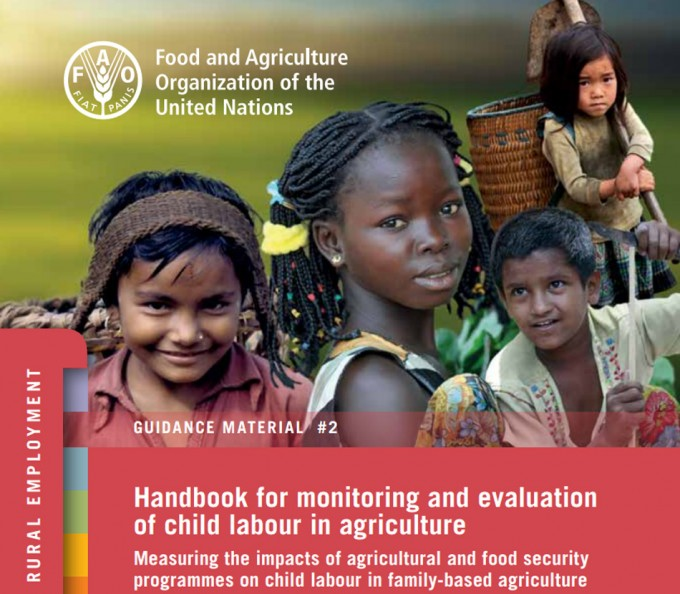 FAO
FIAT PANIS
Food and Agriculture
Organization of the
United Nations
GUIDANCE MATERIAL #2
RURAL EMPLOYMENT
Handbook for monitoring and evaluation
of child labour in agriculture
Measuring the impacts of agricultural and food security
programmes on child labour in family-based agriculture